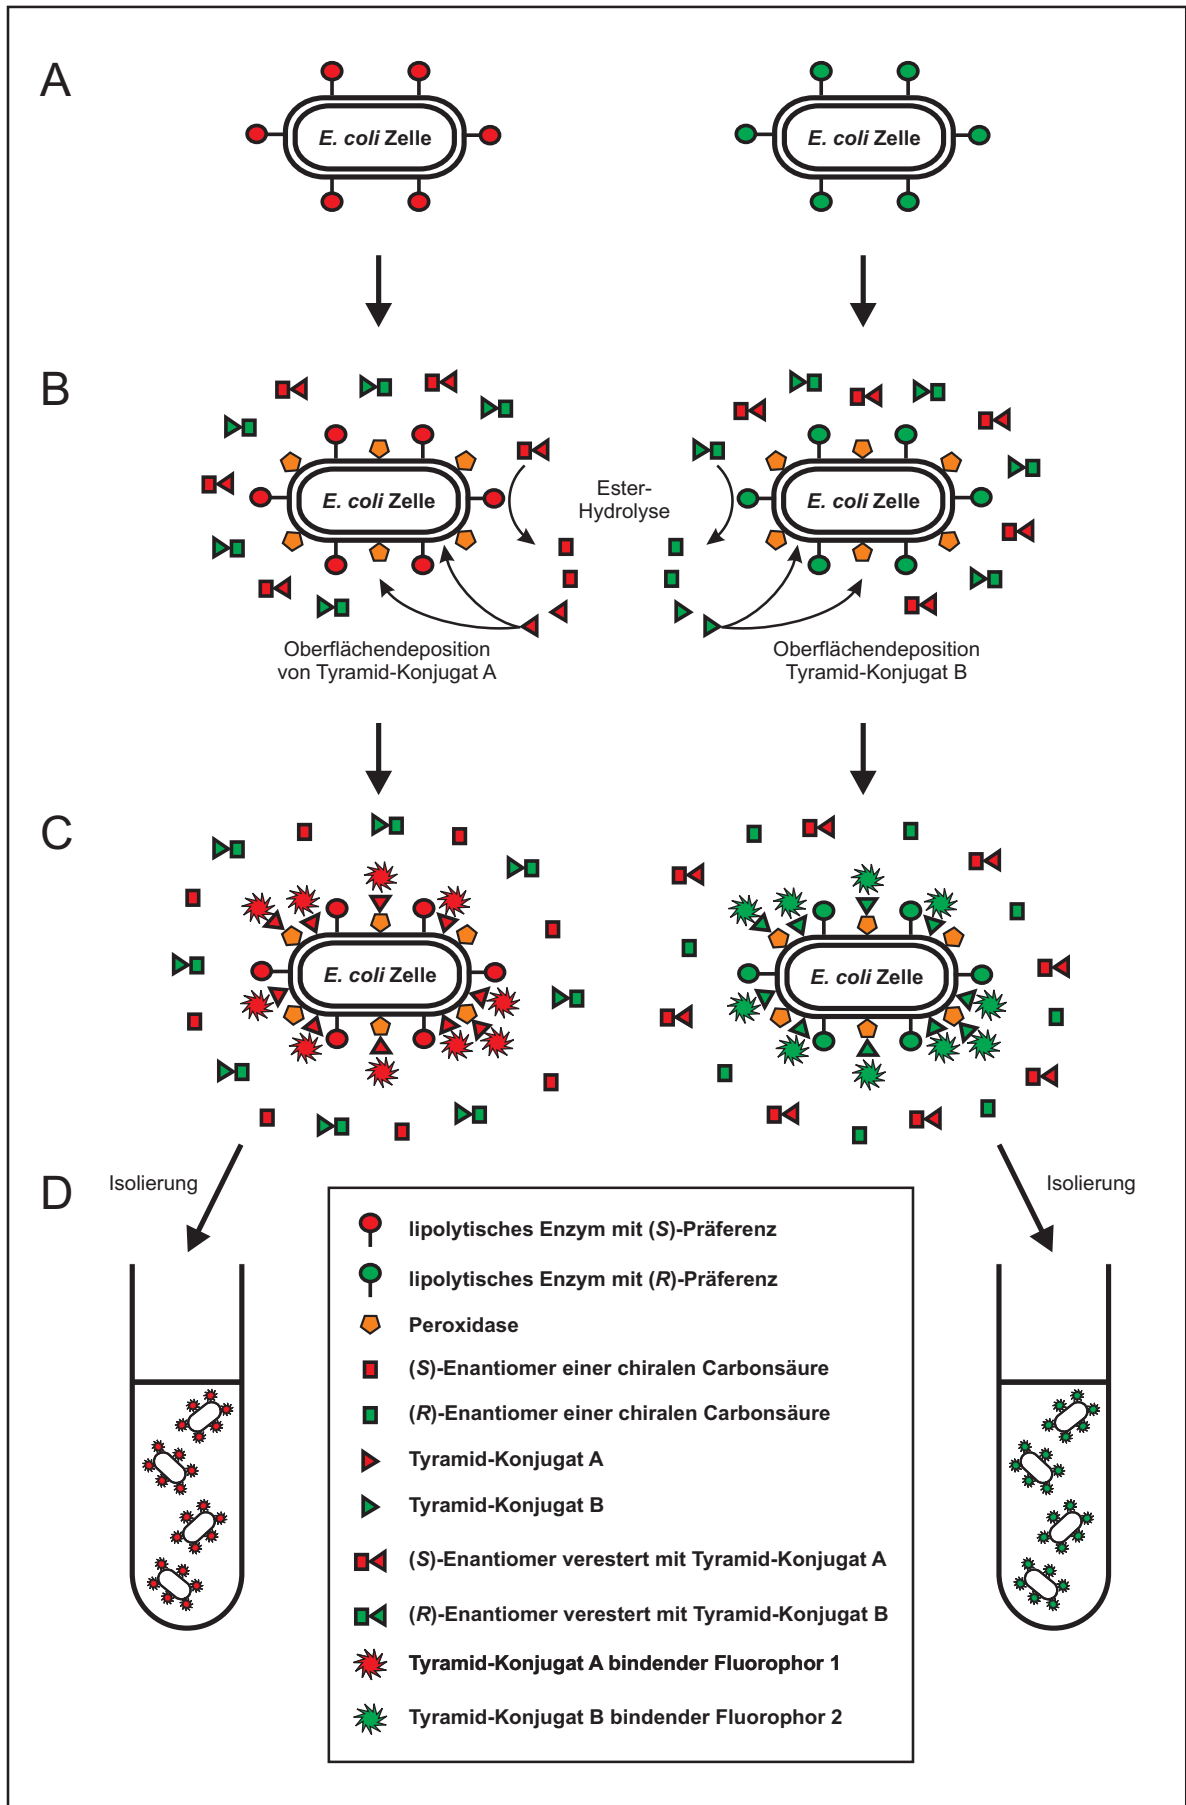 A
E. coli Zelle
E. coli Zelle
B
E. coli Zelle
Ester-
Hydrolyse
E. coli Zelle
Oberflächendeposition
von Tyramid-Konjugat A
Oberflächendeposition
Tyramid-Konjugat B
C
E. coli Zelle
E. coli Zelle
D
Isolierung
Isolierung
lipolytisches Enzym mit (S)-Präferenz
lipolytisches Enzym mit (R)-Präferenz
Peroxidase
(S)-Enantiomer einer chiralen Carbonsäure
(R)-Enantiomer einer chiralen Carbonsäure
Tyramid-Konjugat A
Tyramid-Konjugat B
(S)-Enantiomer verestert mit Tyramid-Konjugat A
(R)-Enantiomer verestert mit Tyramid-Konjugat B
Tyramid-Konjugat A bindender Fluorophor 1
Tyramid-Konjugat B bindender Fluorophor 2